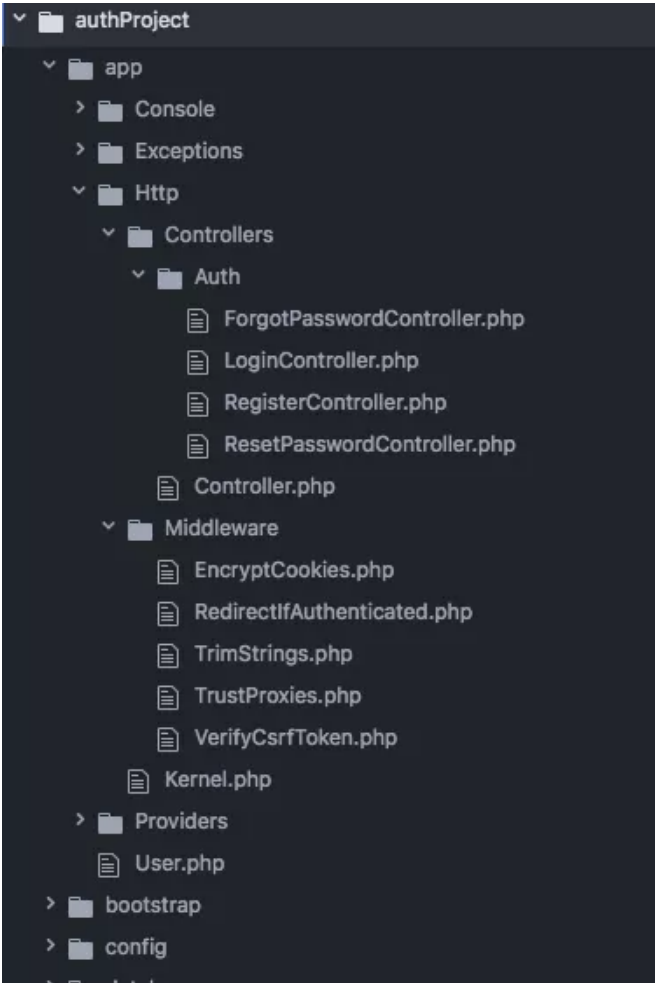 authProject
app
Console
Exceptions
Http
Controllers
Auth
ForgotPasswordController.php
LoginController.php
RegisterController.php
ResetPasswordController.php
Controller.php
Middleware
EncryptCookies.php
RedirectIfAuthenticated.php
TrimStrings.php
TrustProxies.php
VerifyCsrfToken.php
Kernel.php
Providers
User.php
bootstrap
config